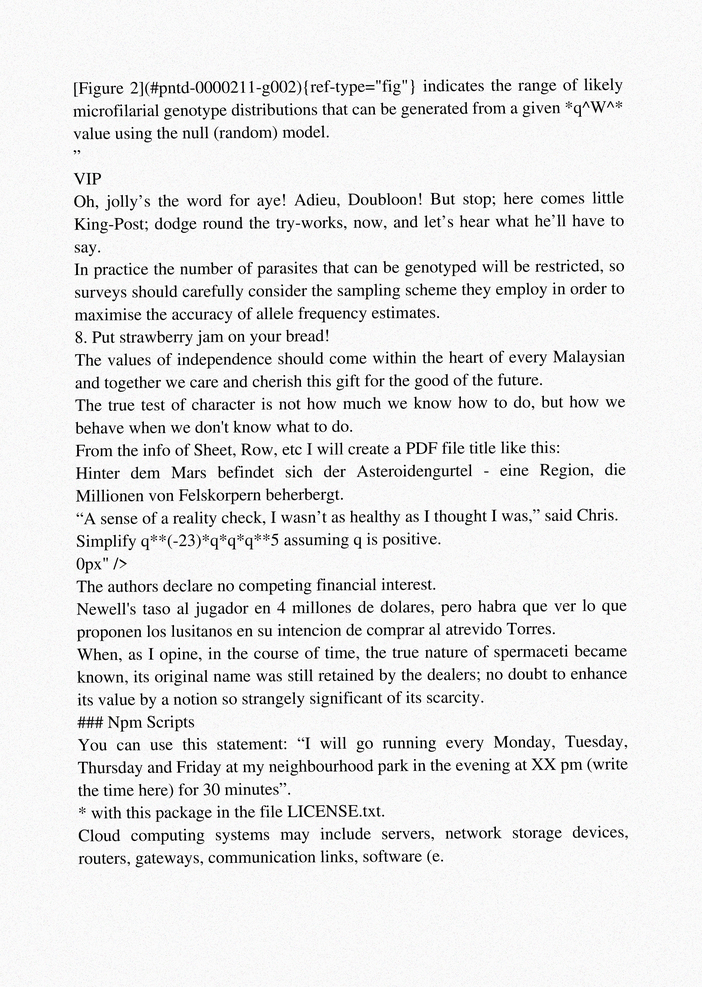 [Figure 2](#pntd-0000211-g002){ref-type="fig"} indicates the range of likely
microfilarial genotype distributions that can be generated from a given *q^W^*
value using the null (random) model.
”
VIP
Oh, jolly’s the word for aye! Adieu, Doubloon! But stop; here comes little
King-Post; dodge round the try-works, now, and let’s hear what he’ll have to
say.
In practice the number of parasites that can be genotyped will be restricted, so
surveys should carefully consider the sampling scheme they employ in order to
maximise the accuracy of allele frequency estimates.
8. Put strawberry jam on your bread!
The values of independence should come within the heart of every Malaysian
and together we care and cherish this gift for the good of the future.
The true test of character is not how much we know how to do, but how we
behave when we don't know what to do.
From the info of Sheet, Row, etc I will create a PDF file title like this:
Hinter dem Mars befindet sich der Asteroidengurtel - eine Region, die
Millionen von Felskorpern beherbergt.
“A sense of a reality check, I wasn’t as healthy as I thought I was,” said Chris.
Simplify q**(-23)*q*q*q**5 assuming q is positive.
0px" />
The authors declare no competing financial interest.
Newell's taso al jugador en 4 millones de dolares, pero habra que ver lo que
proponen los lusitanos en su intencion de comprar al atrevido Torres.
When, as I opine, in the course of time, the true nature of spermaceti became
known, its original name was still retained by the dealers; no doubt to enhance
its value by a notion so strangely significant of its scarcity.
### Npm Scripts
You can use this statement: “I will go running every Monday, Tuesday,
Thursday and Friday at my neighbourhood park in the evening at XX pm (write
the time here) for 30 minutes”.
* with this package in the file LICENSE.txt.
Cloud computing systems may include servers, network storage devices,
routers, gateways, communication links, software (e.